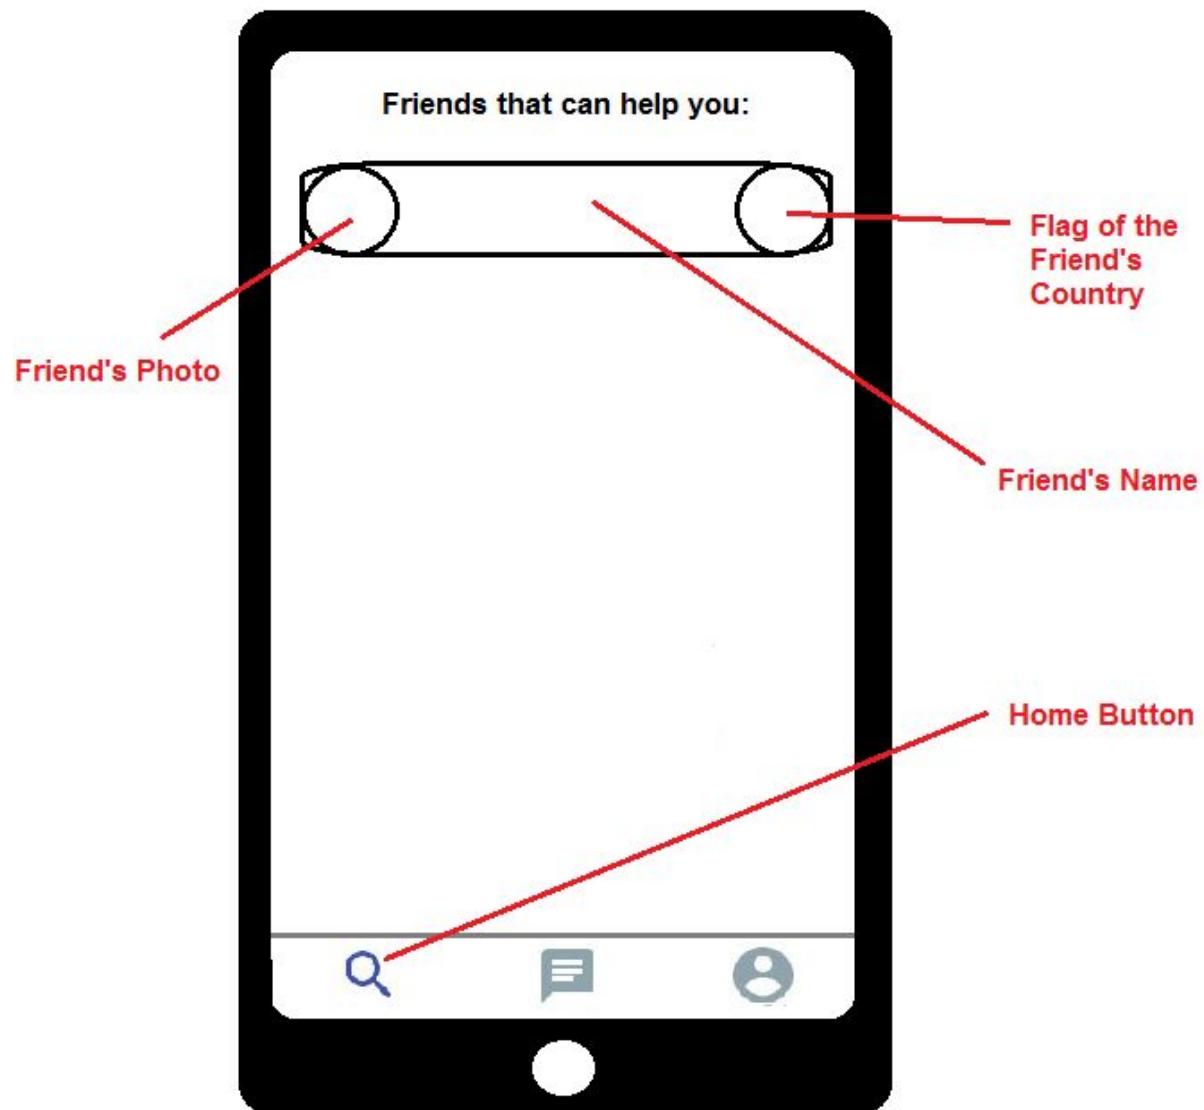 Friends that can help you:
Flag of the
Friend's
Country
Friend's Photo
Friend's Name
Home Button